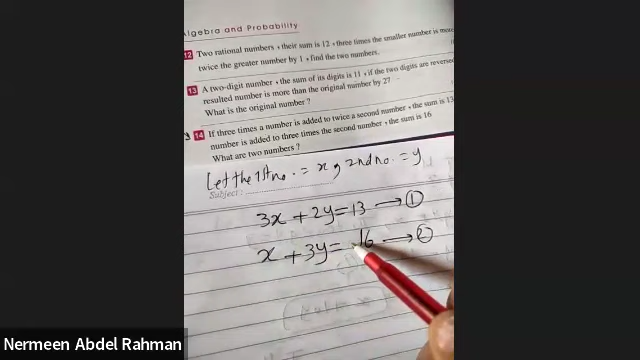 Algebra and Probability
12 Two rational numbers , their sum is 12 , three times the smaller number is more
twice the greater number by 1 , find the two numbers.
13 A two-digit number , the sum of its digits is 11 , if the two digits are reversed
resulted number is more than the original number by 27
What is the original number ?
14 If three times a number is added to twice a second number , the sum is 13
number is added to three times the second number , the sum is 16
What are two numbers ?
Let the 1st no. = x , 2nd no. = y
Subject:
3x + 2y = 13 → ①
x + 3y = 16 → ②
Nermeen Abdel Rahman